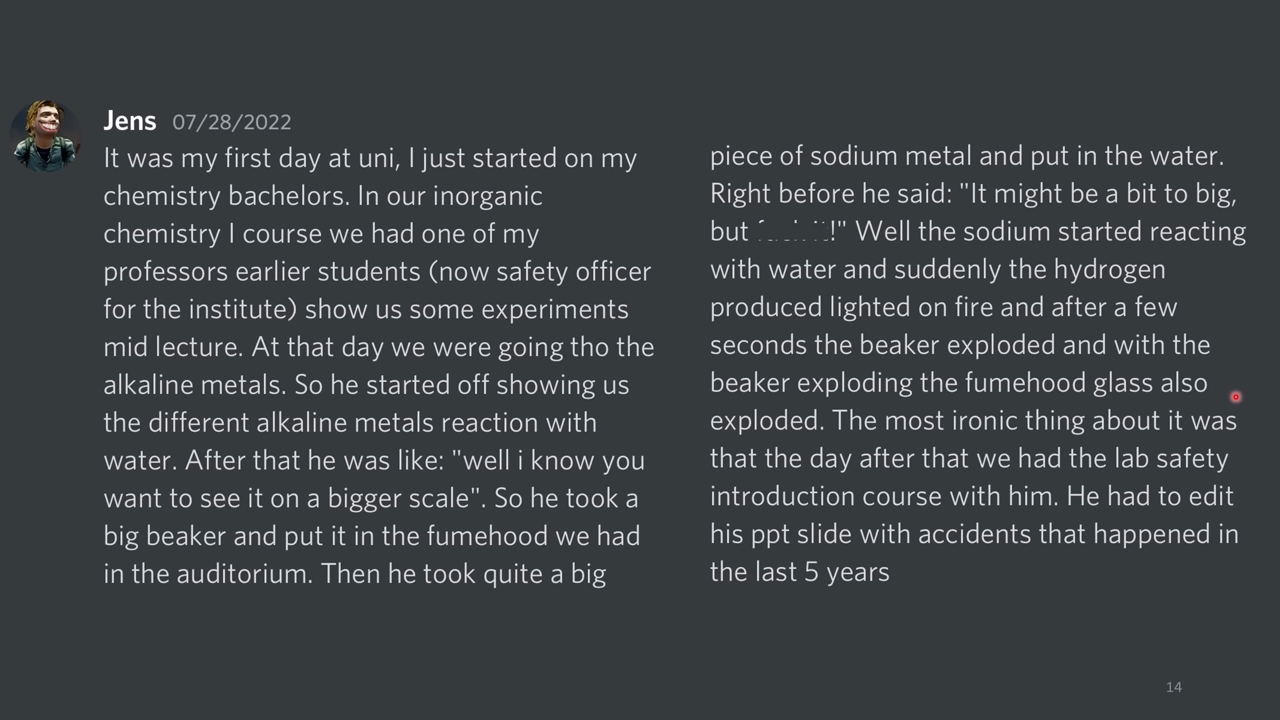 Jens 07/28/2022
It was my first day at uni, I just started on my
chemistry bachelors. In our inorganic
chemistry I course we had one of my
professors earlier students (now safety officer
for the institute) show us some experiments
mid lecture. At that day we were going tho the
alkaline metals. So he started off showing us
the different alkaline metals reaction with
water. After that he was like: "well i know you
want to see it on a bigger scale". So he took a
big beaker and put it in the fumehood we had
in the auditorium. Then he took quite a big
piece of sodium metal and put in the water.
Right before he said: "It might be a bit to big,
but !" Well the sodium started reacting
with water and suddenly the hydrogen
produced lighted on fire and after a few
seconds the beaker exploded and with the
beaker exploding the fumehood glass also
exploded. The most ironic thing about it was
that the day after that we had the lab safety
introduction course with him. He had to edit
his ppt slide with accidents that happened in
the last 5 years
14